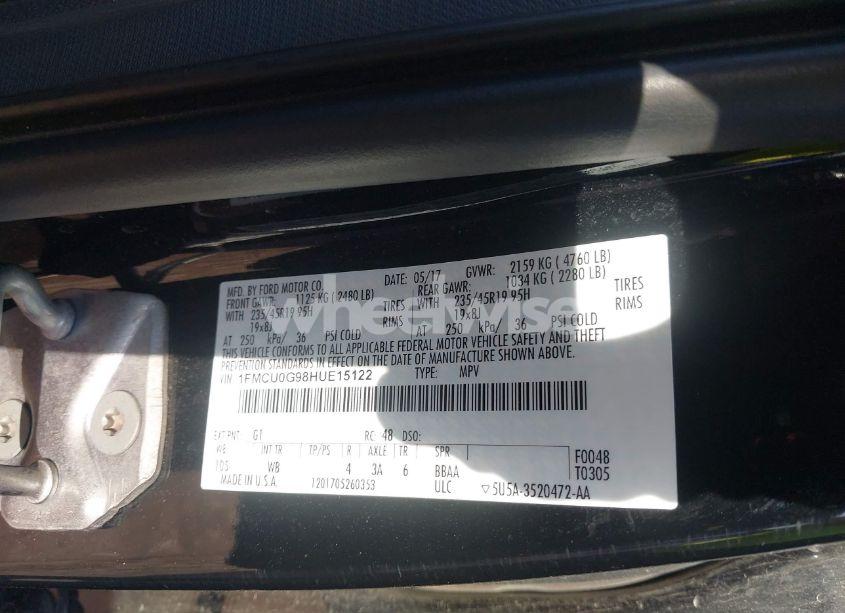 wheelwise
MFD. BY FORD MOTOR CO. DATE: 05/17 GVWR: 2159 KG ( 4760 LB)
FRONT GAWR: 1125 KG ( 2480 LB) REAR GAWR: 1034 KG ( 2280 LB)
WITH 235/45R19 95H TIRES WITH 235/45R19 95H TIRES
19x8J RIMS 19x8J RIMS
AT 250 kPa/ 36 PSI COLD AT 250 kPa/ 36 PSI COLD
THIS VEHICLE CONFORMS TO ALL APPLICABLE FEDERAL MOTOR VEHICLE SAFETY AND THEFT
PREVENTION STANDARDS IN EFFECT ON THE DATE OF MANUFACTURE SHOWN ABOVE.
VIN: 1FMCU0G98HUE15122 TYPE: MPV
EXT PNT: G1 RC: 48 DSO:
WB INT TR TP/PS R AXLE TR SPR F0048
TDS WB 4 3A 6 BBAA T0305
MADE IN U.S.A. 1201705260353 ULC ▽5U5A-3520472-AA